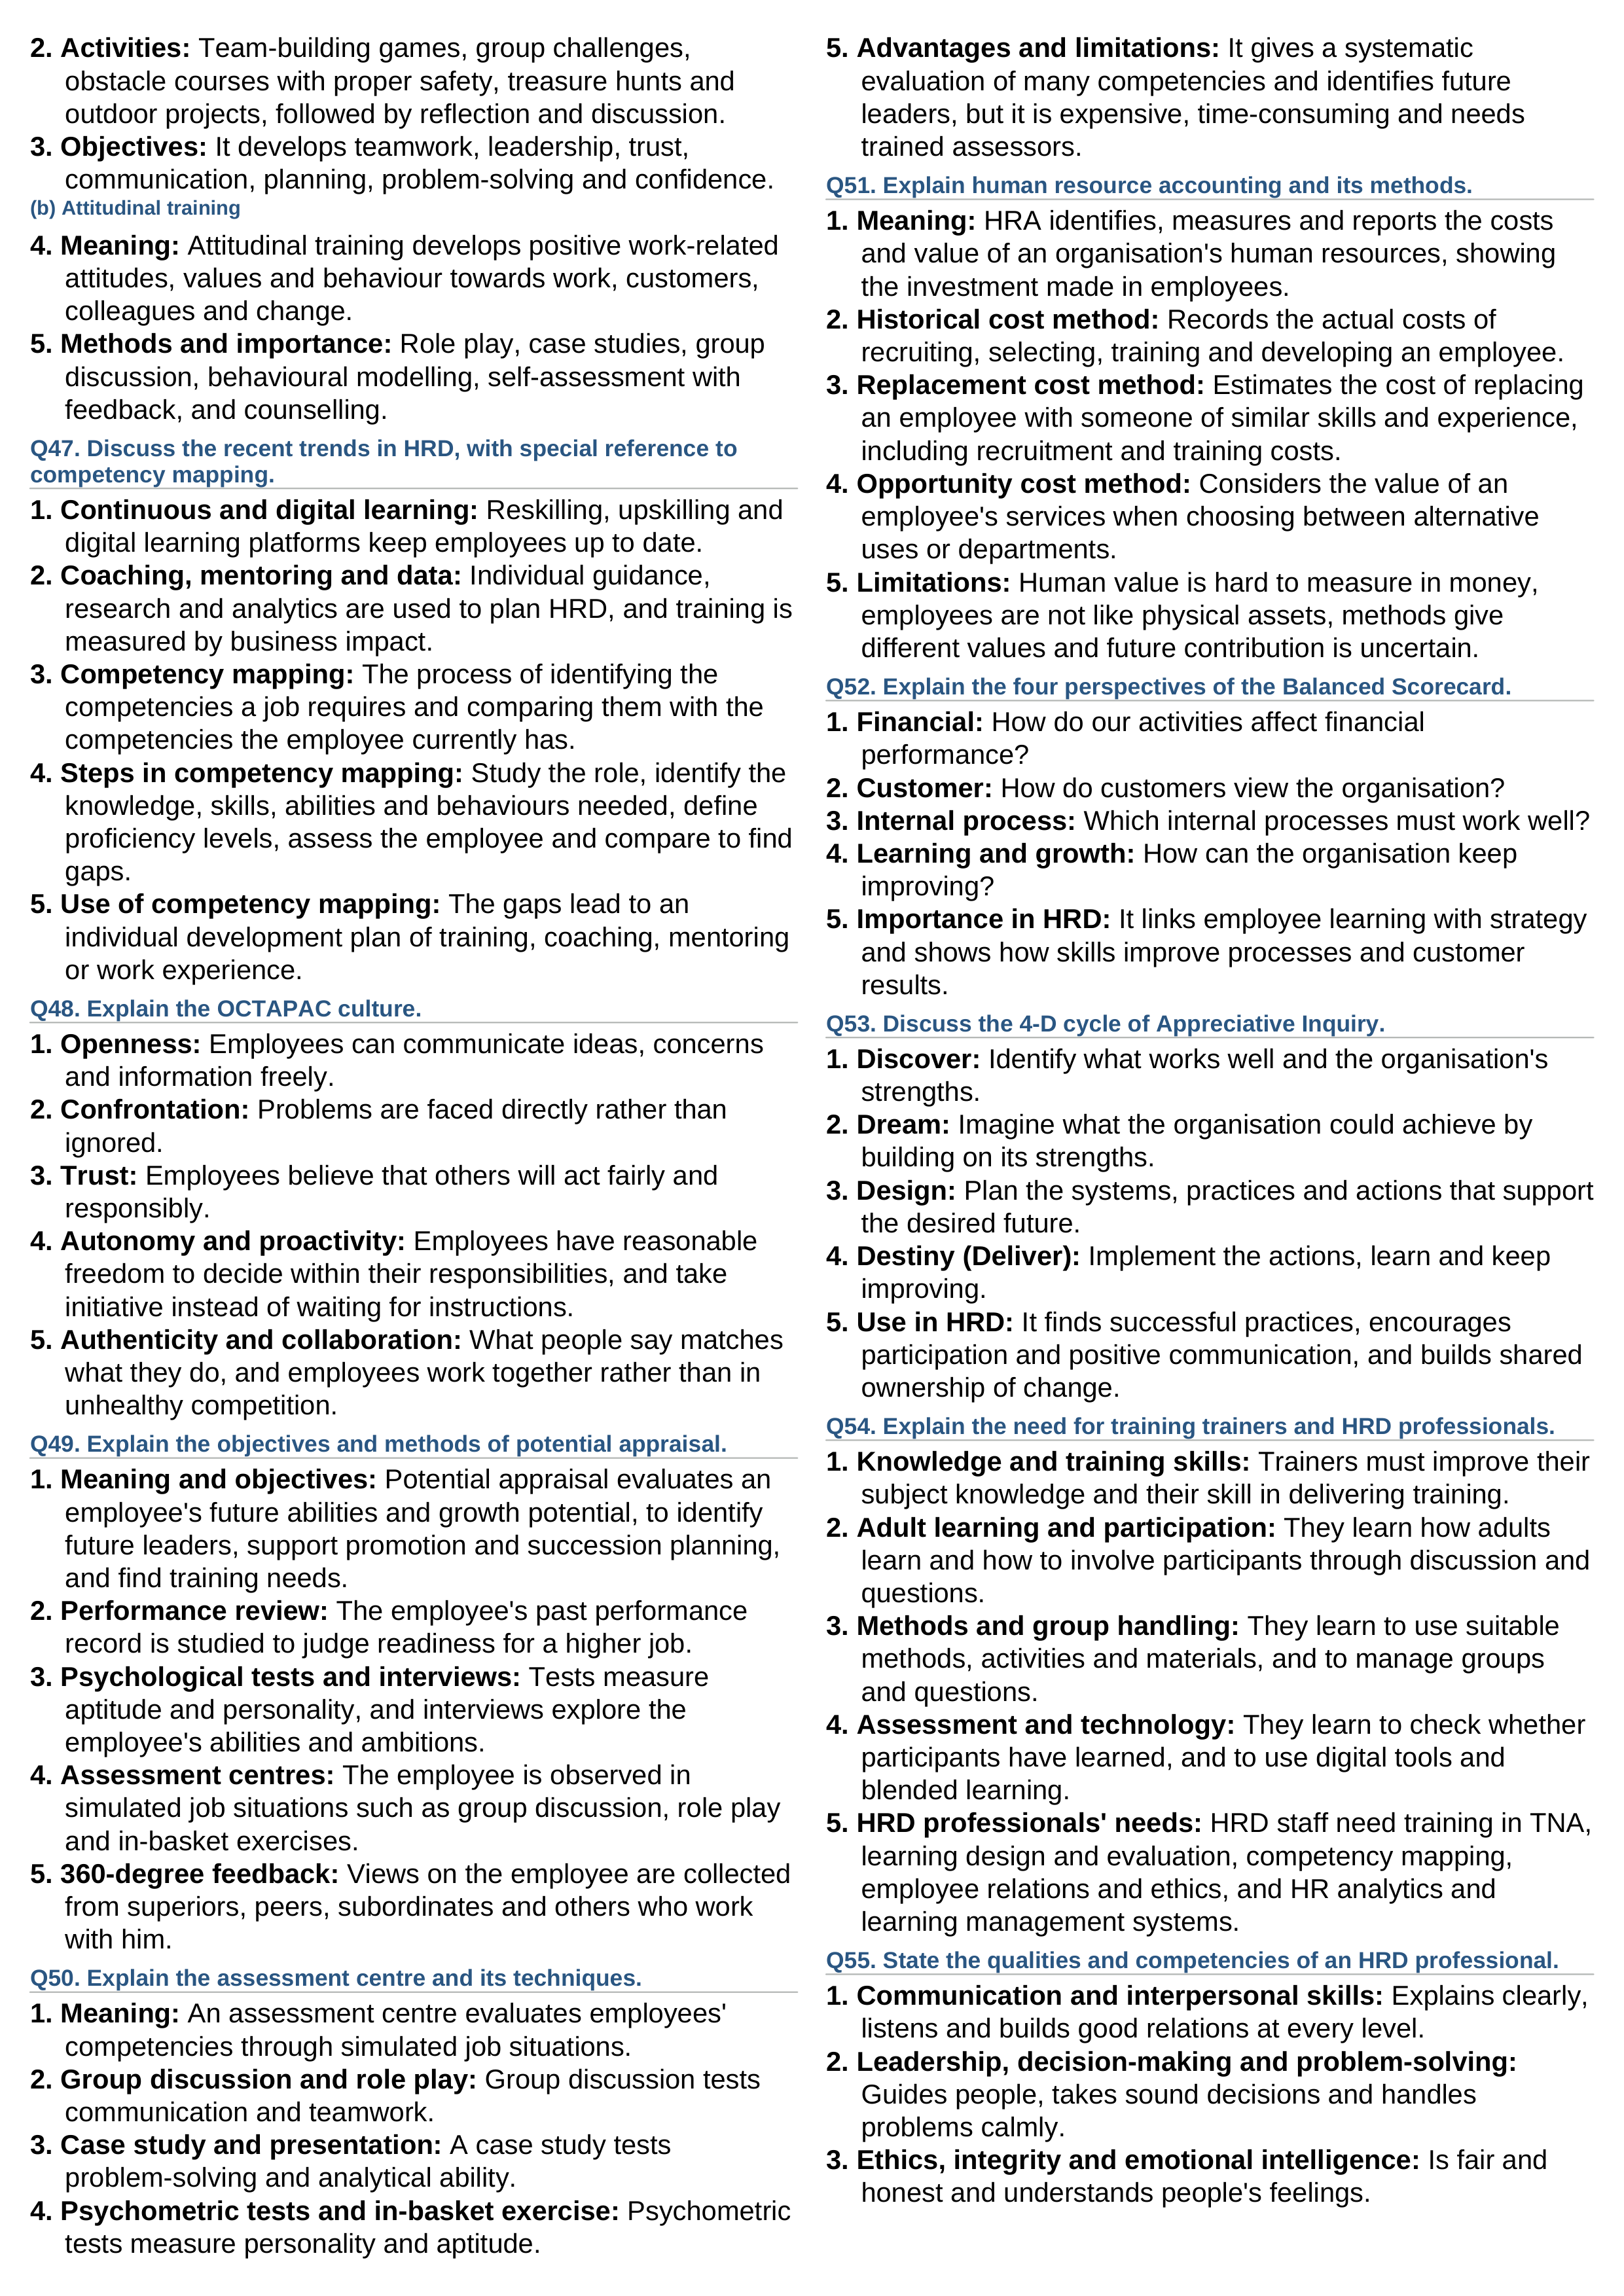 2. Activities: Team-building games, group challenges,
obstacle courses with proper safety, treasure hunts and
outdoor projects, followed by reflection and discussion.
3. Objectives: It develops teamwork, leadership, trust,
communication, planning, problem-solving and confidence.
(b) Attitudinal training
4. Meaning: Attitudinal training develops positive work-related
attitudes, values and behaviour towards work, customers,
colleagues and change.
5. Methods and importance: Role play, case studies, group
discussion, behavioural modelling, self-assessment with
feedback, and counselling.
Q47. Discuss the recent trends in HRD, with special reference to
competency mapping.
1. Continuous and digital learning: Reskilling, upskilling and
digital learning platforms keep employees up to date.
2. Coaching, mentoring and data: Individual guidance,
research and analytics are used to plan HRD, and training is
measured by business impact.
3. Competency mapping: The process of identifying the
competencies a job requires and comparing them with the
competencies the employee currently has.
4. Steps in competency mapping: Study the role, identify the
knowledge, skills, abilities and behaviours needed, define
proficiency levels, assess the employee and compare to find
gaps.
5. Use of competency mapping: The gaps lead to an
individual development plan of training, coaching, mentoring
or work experience.
Q48. Explain the OCTAPAC culture.
1. Openness: Employees can communicate ideas, concerns
and information freely.
2. Confrontation: Problems are faced directly rather than
ignored.
3. Trust: Employees believe that others will act fairly and
responsibly.
4. Autonomy and proactivity: Employees have reasonable
freedom to decide within their responsibilities, and take
initiative instead of waiting for instructions.
5. Authenticity and collaboration: What people say matches
what they do, and employees work together rather than in
unhealthy competition.
Q49. Explain the objectives and methods of potential appraisal.
1. Meaning and objectives: Potential appraisal evaluates an
employee's future abilities and growth potential, to identify
future leaders, support promotion and succession planning,
and find training needs.
2. Performance review: The employee's past performance
record is studied to judge readiness for a higher job.
3. Psychological tests and interviews: Tests measure
aptitude and personality, and interviews explore the
employee's abilities and ambitions.
4. Assessment centres: The employee is observed in
simulated job situations such as group discussion, role play
and in-basket exercises.
5. 360-degree feedback: Views on the employee are collected
from superiors, peers, subordinates and others who work
with him.
Q50. Explain the assessment centre and its techniques.
1. Meaning: An assessment centre evaluates employees'
competencies through simulated job situations.
2. Group discussion and role play: Group discussion tests
communication and teamwork.
3. Case study and presentation: A case study tests
problem-solving and analytical ability.
4. Psychometric tests and in-basket exercise: Psychometric
tests measure personality and aptitude.
5. Advantages and limitations: It gives a systematic
evaluation of many competencies and identifies future
leaders, but it is expensive, time-consuming and needs
trained assessors.
Q51. Explain human resource accounting and its methods.
1. Meaning: HRA identifies, measures and reports the costs
and value of an organisation's human resources, showing
the investment made in employees.
2. Historical cost method: Records the actual costs of
recruiting, selecting, training and developing an employee.
3. Replacement cost method: Estimates the cost of replacing
an employee with someone of similar skills and experience,
including recruitment and training costs.
4. Opportunity cost method: Considers the value of an
employee's services when choosing between alternative
uses or departments.
5. Limitations: Human value is hard to measure in money,
employees are not like physical assets, methods give
different values and future contribution is uncertain.
Q52. Explain the four perspectives of the Balanced Scorecard.
1. Financial: How do our activities affect financial
performance?
2. Customer: How do customers view the organisation?
3. Internal process: Which internal processes must work well?
4. Learning and growth: How can the organisation keep
improving?
5. Importance in HRD: It links employee learning with strategy
and shows how skills improve processes and customer
results.
Q53. Discuss the 4-D cycle of Appreciative Inquiry.
1. Discover: Identify what works well and the organisation's
strengths.
2. Dream: Imagine what the organisation could achieve by
building on its strengths.
3. Design: Plan the systems, practices and actions that support
the desired future.
4. Destiny (Deliver): Implement the actions, learn and keep
improving.
5. Use in HRD: It finds successful practices, encourages
participation and positive communication, and builds shared
ownership of change.
Q54. Explain the need for training trainers and HRD professionals.
1. Knowledge and training skills: Trainers must improve their
subject knowledge and their skill in delivering training.
2. Adult learning and participation: They learn how adults
learn and how to involve participants through discussion and
questions.
3. Methods and group handling: They learn to use suitable
methods, activities and materials, and to manage groups
and questions.
4. Assessment and technology: They learn to check whether
participants have learned, and to use digital tools and
blended learning.
5. HRD professionals' needs: HRD staff need training in TNA,
learning design and evaluation, competency mapping,
employee relations and ethics, and HR analytics and
learning management systems.
Q55. State the qualities and competencies of an HRD professional.
1. Communication and interpersonal skills: Explains clearly,
listens and builds good relations at every level.
2. Leadership, decision-making and problem-solving:
Guides people, takes sound decisions and handles
problems calmly.
3. Ethics, integrity and emotional intelligence: Is fair and
honest and understands people's feelings.